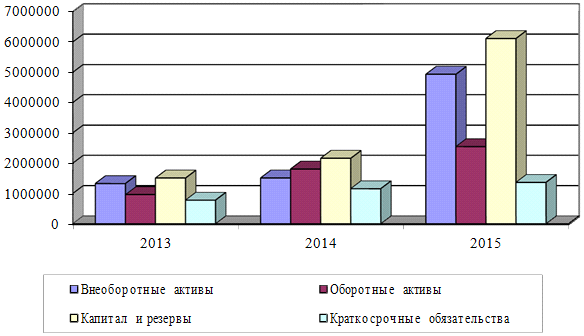 7000000
6000000
5000000
4000000
3000000
2000000
1000000
0
2013 2014 2015
Внеоборотные активы Оборотные активы
Капитал и резервы Краткосрочные обязательства